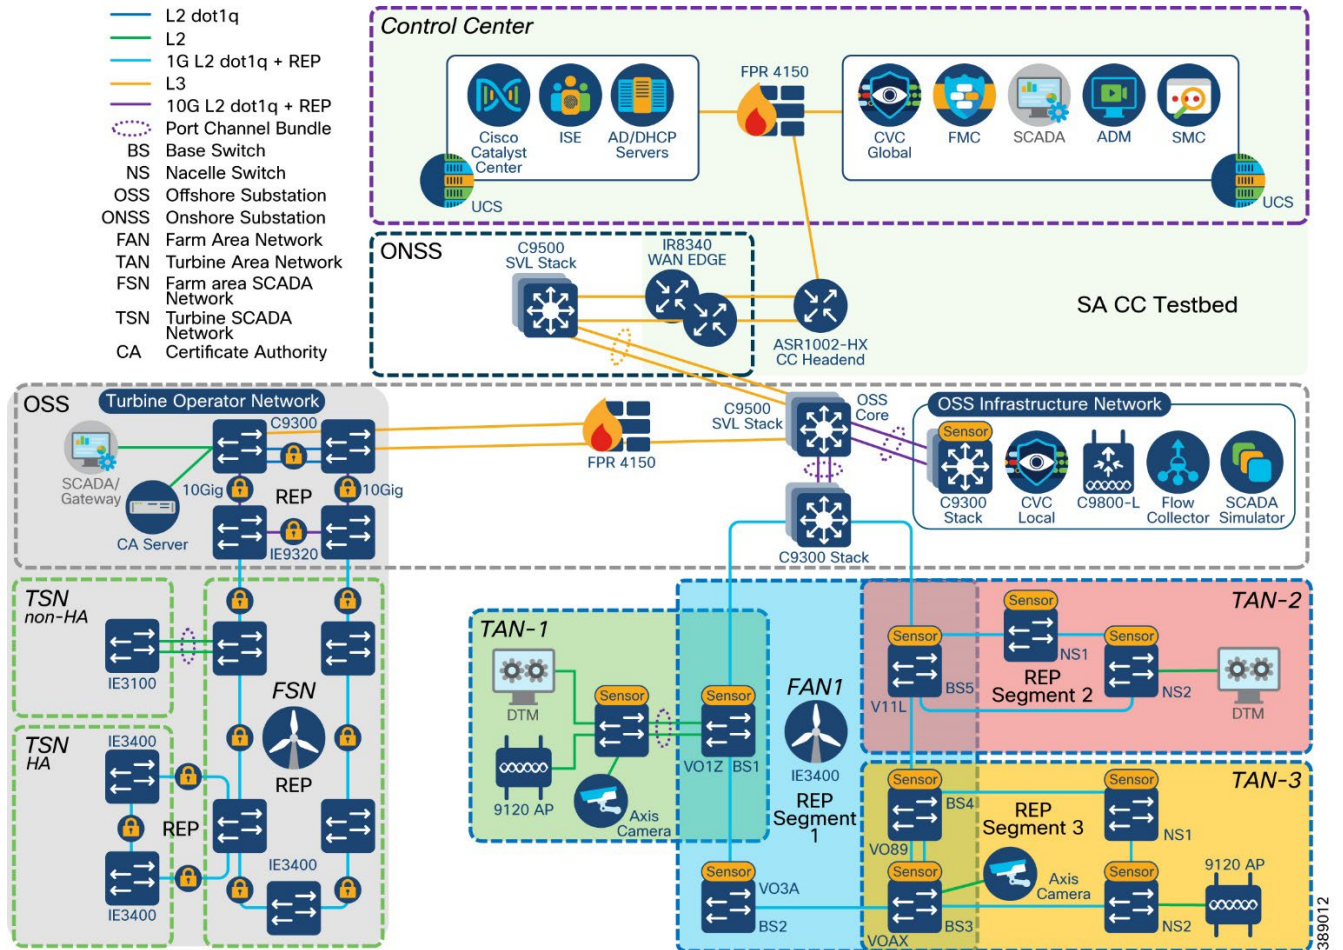 L2 dot1q
L2
1G L2 dot1q + REP
L3
10G L2 dot1q + REP
Port Channel Bundle
BS Base Switch
NS Nacelle Switch
OSS Offshore Substation
ONSS Onshore Substation
FAN Farm Area Network
TAN Turbine Area Network
FSN Farm area SCADA
Network
TSN Turbine SCADA
Network
CA Certificate Authority
Control Center
Cisco
Catalyst
Center
ISE
AD/DHCP
Servers
UCS
FPR 4150
CVC
Global
FMC
SCADA
ADM
SMC
UCS
ONSS
C9500
SVL Stack
IR8340
WAN EDGE
ASR1002-HX
CC Headend
SA CC Testbed
OSS
Turbine Operator Network
C9300
SCADA/
Gateway
CA Server
10Gig
REP
10Gig
IE9320
FPR 4150
C9500
SVL Stack
OSS
Core
C9300 Stack
OSS Infrastructure Network
Sensor
C9300
Stack
CVC
Local
C9800-L
Flow
Collector
SCADA
Simulator
TSN
non-HA
IE3100
TSN
HA
IE3400
REP
IE3400
FSN
REP
IE3400
TAN-1
DTM
9120 AP
Sensor
Axis
Camera
Sensor
VO1Z BS1
FAN1
IE3400
REP
Segment
1
Sensor
VO3A
BS2
TAN-2
Sensor
BS5
V11L
Sensor
NS1
REP
Segment 2
Sensor
NS2
DTM
TAN-3
Sensor
BS4
VO89
REP
Segment 3
Sensor
NS1
Axis
Camera
Sensor
BS3
VOAX
Sensor
NS2
9120 AP
389012